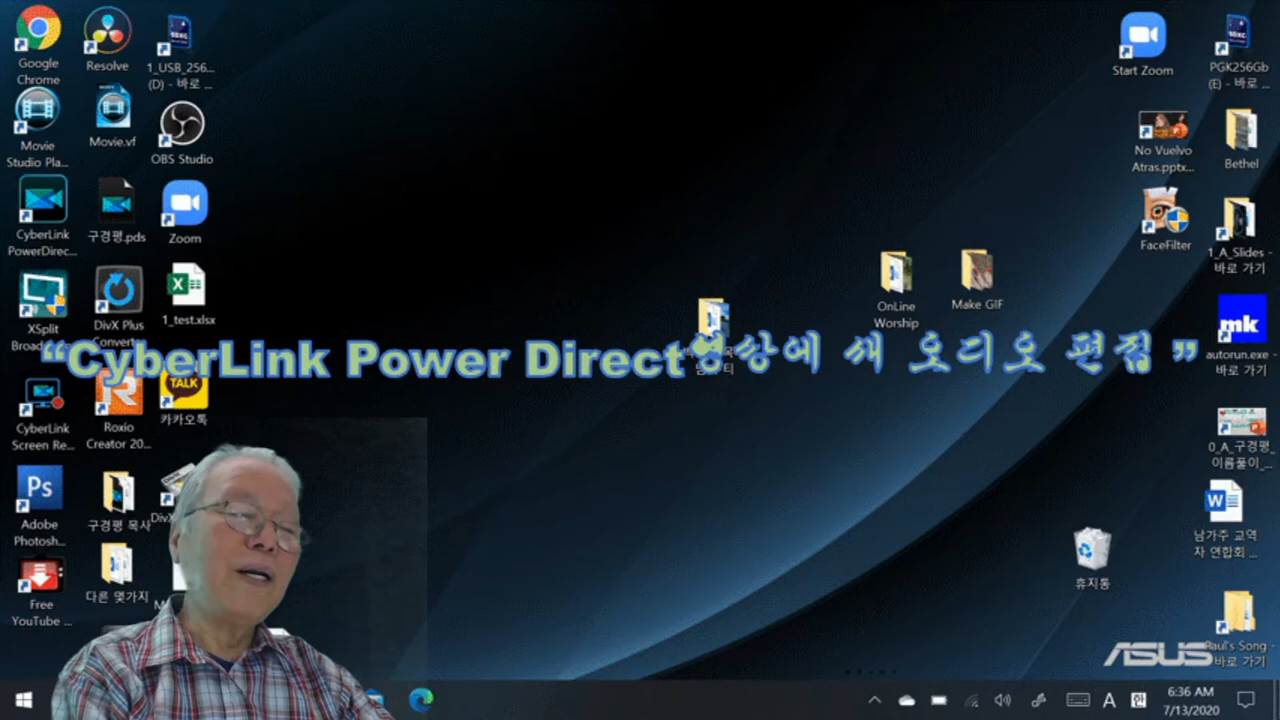 Google
Chrome
Resolve
1_USB_256...
(D) - 바로 ...
Movie
Studio Pla...
Movie.vf
OBS Studio
CyberLink
PowerDirec...
구경평.pds
Zoom
XSplit
DivX Plus
1_test.xlsx
“CyberLink Power Direct영상에 새 오디오 편집 ”
TALK
카카오톡
CyberLink
Screen Re...
Roxio
Creator 20...
Ps
Adobe
Photosh...
구경평 목사
Free
YouTube ...
다른 몇가지
OnLine
Worship
Make GIF
Start Zoom
PGK256Gb
(E) - 바로 ...
No Vuelvo
Atras.pptx...
Bethel
FaceFilter
1_A_Slides -
바로 가기
mk
autorun.exe -
바로 가기
0_A_구경평_
이름풀이_...
남가주 교역
자 연합회 ...
휴지통
Paul's Song -
바로 가기
ASUS
A
한
6:36 AM
7/13/2020